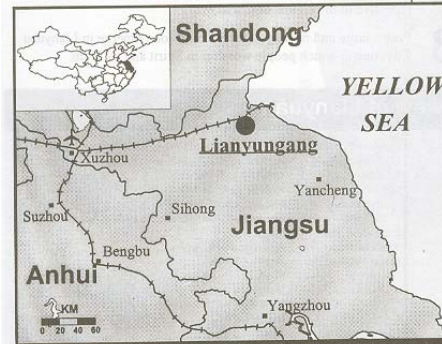 Shandong
YELLOW
SEA
Lianyungang
Xuzhou
Yancheng
Suzhou
Sihong
Jiangsu
Bengbu
Anhui
Yangzhou
KM
0 20 40 60